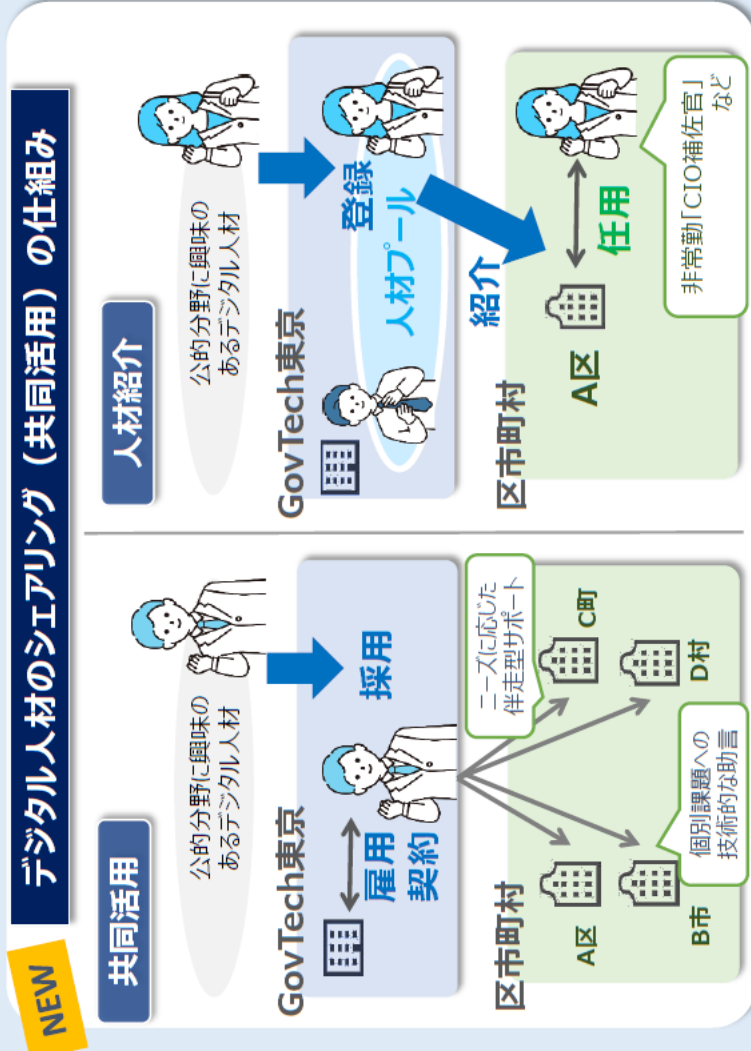 NEW
デジタル人材のシェアリング（共同活用）の仕組み
共同活用
公的分野に興味の
あるデジタル人材
採用
GovTech東京
雇用
契約
区市町村
A区
B市
C町
D村
ニーズに応じた
伴走型サポート
個別課題への
技術的な助言
人材紹介
公的分野に興味の
あるデジタル人材
登録
GovTech東京
人材プール
紹介
区市町村
A区
任用
非常勤「CIO補佐官」
など